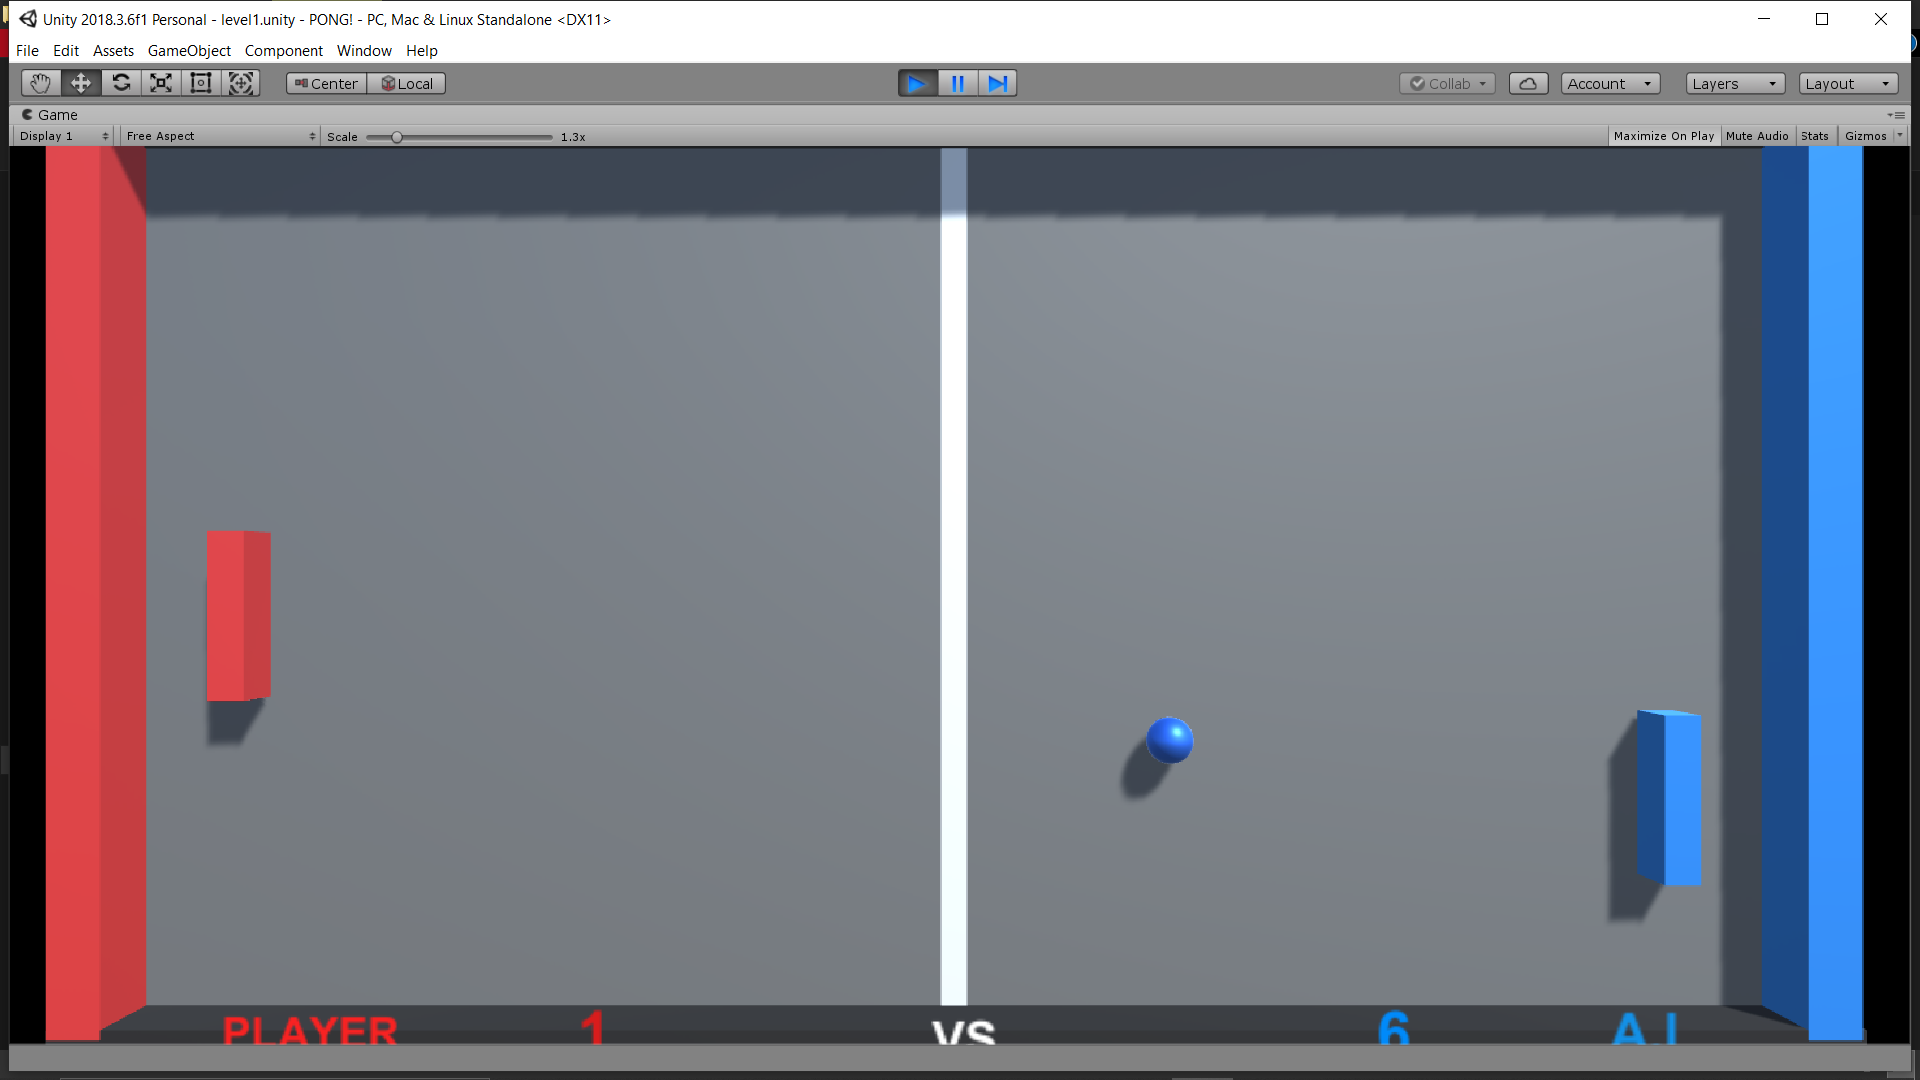 Unity 2018.3.6f1 Personal - level1.unity - PONG! - PC, Mac & Linux Standalone <DX11>
File Edit Assets GameObject Component Window Help
Center Local Collab Account Layers Layout
Game
Display 1 Free Aspect Scale 1.3x Maximize On Play Mute Audio Stats Gizmos
PLAYER 1 VS 6 A.I